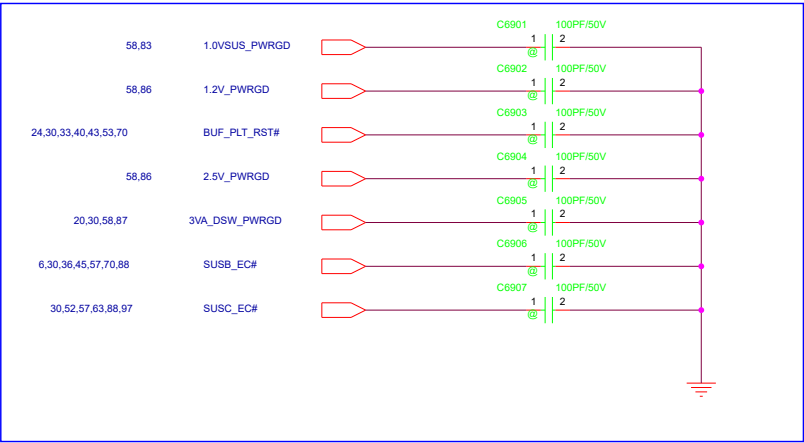 C6901 100PF/50V
58,83 1.0VSUS_PWRGD 1 2
@
C6902 100PF/50V
58,86 1.2V_PWRGD 1 2
@
C6903 100PF/50V
24,30,33,40,43,53,70 BUF_PLT_RST# 1 2
@
C6904 100PF/50V
58,86 2.5V_PWRGD 1 2
@
C6905 100PF/50V
20,30,58,87 3VA_DSW_PWRGD 1 2
@
C6906 100PF/50V
6,30,36,45,57,70,88 SUSB_EC# 1 2
@
C6907 100PF/50V
30,52,57,63,88,97 SUSC_EC# 1 2
@